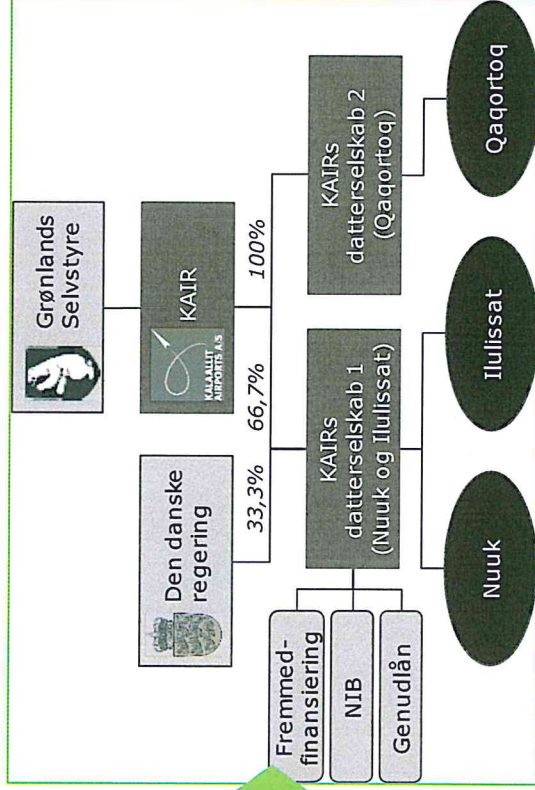 Grønlands
Selvstyre
Den danske
regering
KAIR
KALAALLIT
AIRPORTS A/S
33,3%
66,7%
100%
Fremmed-
finansiering
NIB
Genudlån
KAIRs
datterselskab 1
(Nuuk og Ilulissat)
KAIRs
datterselskab 2
(Qaqortoq)
Nuuk
Ilulissat
Qaqortoq